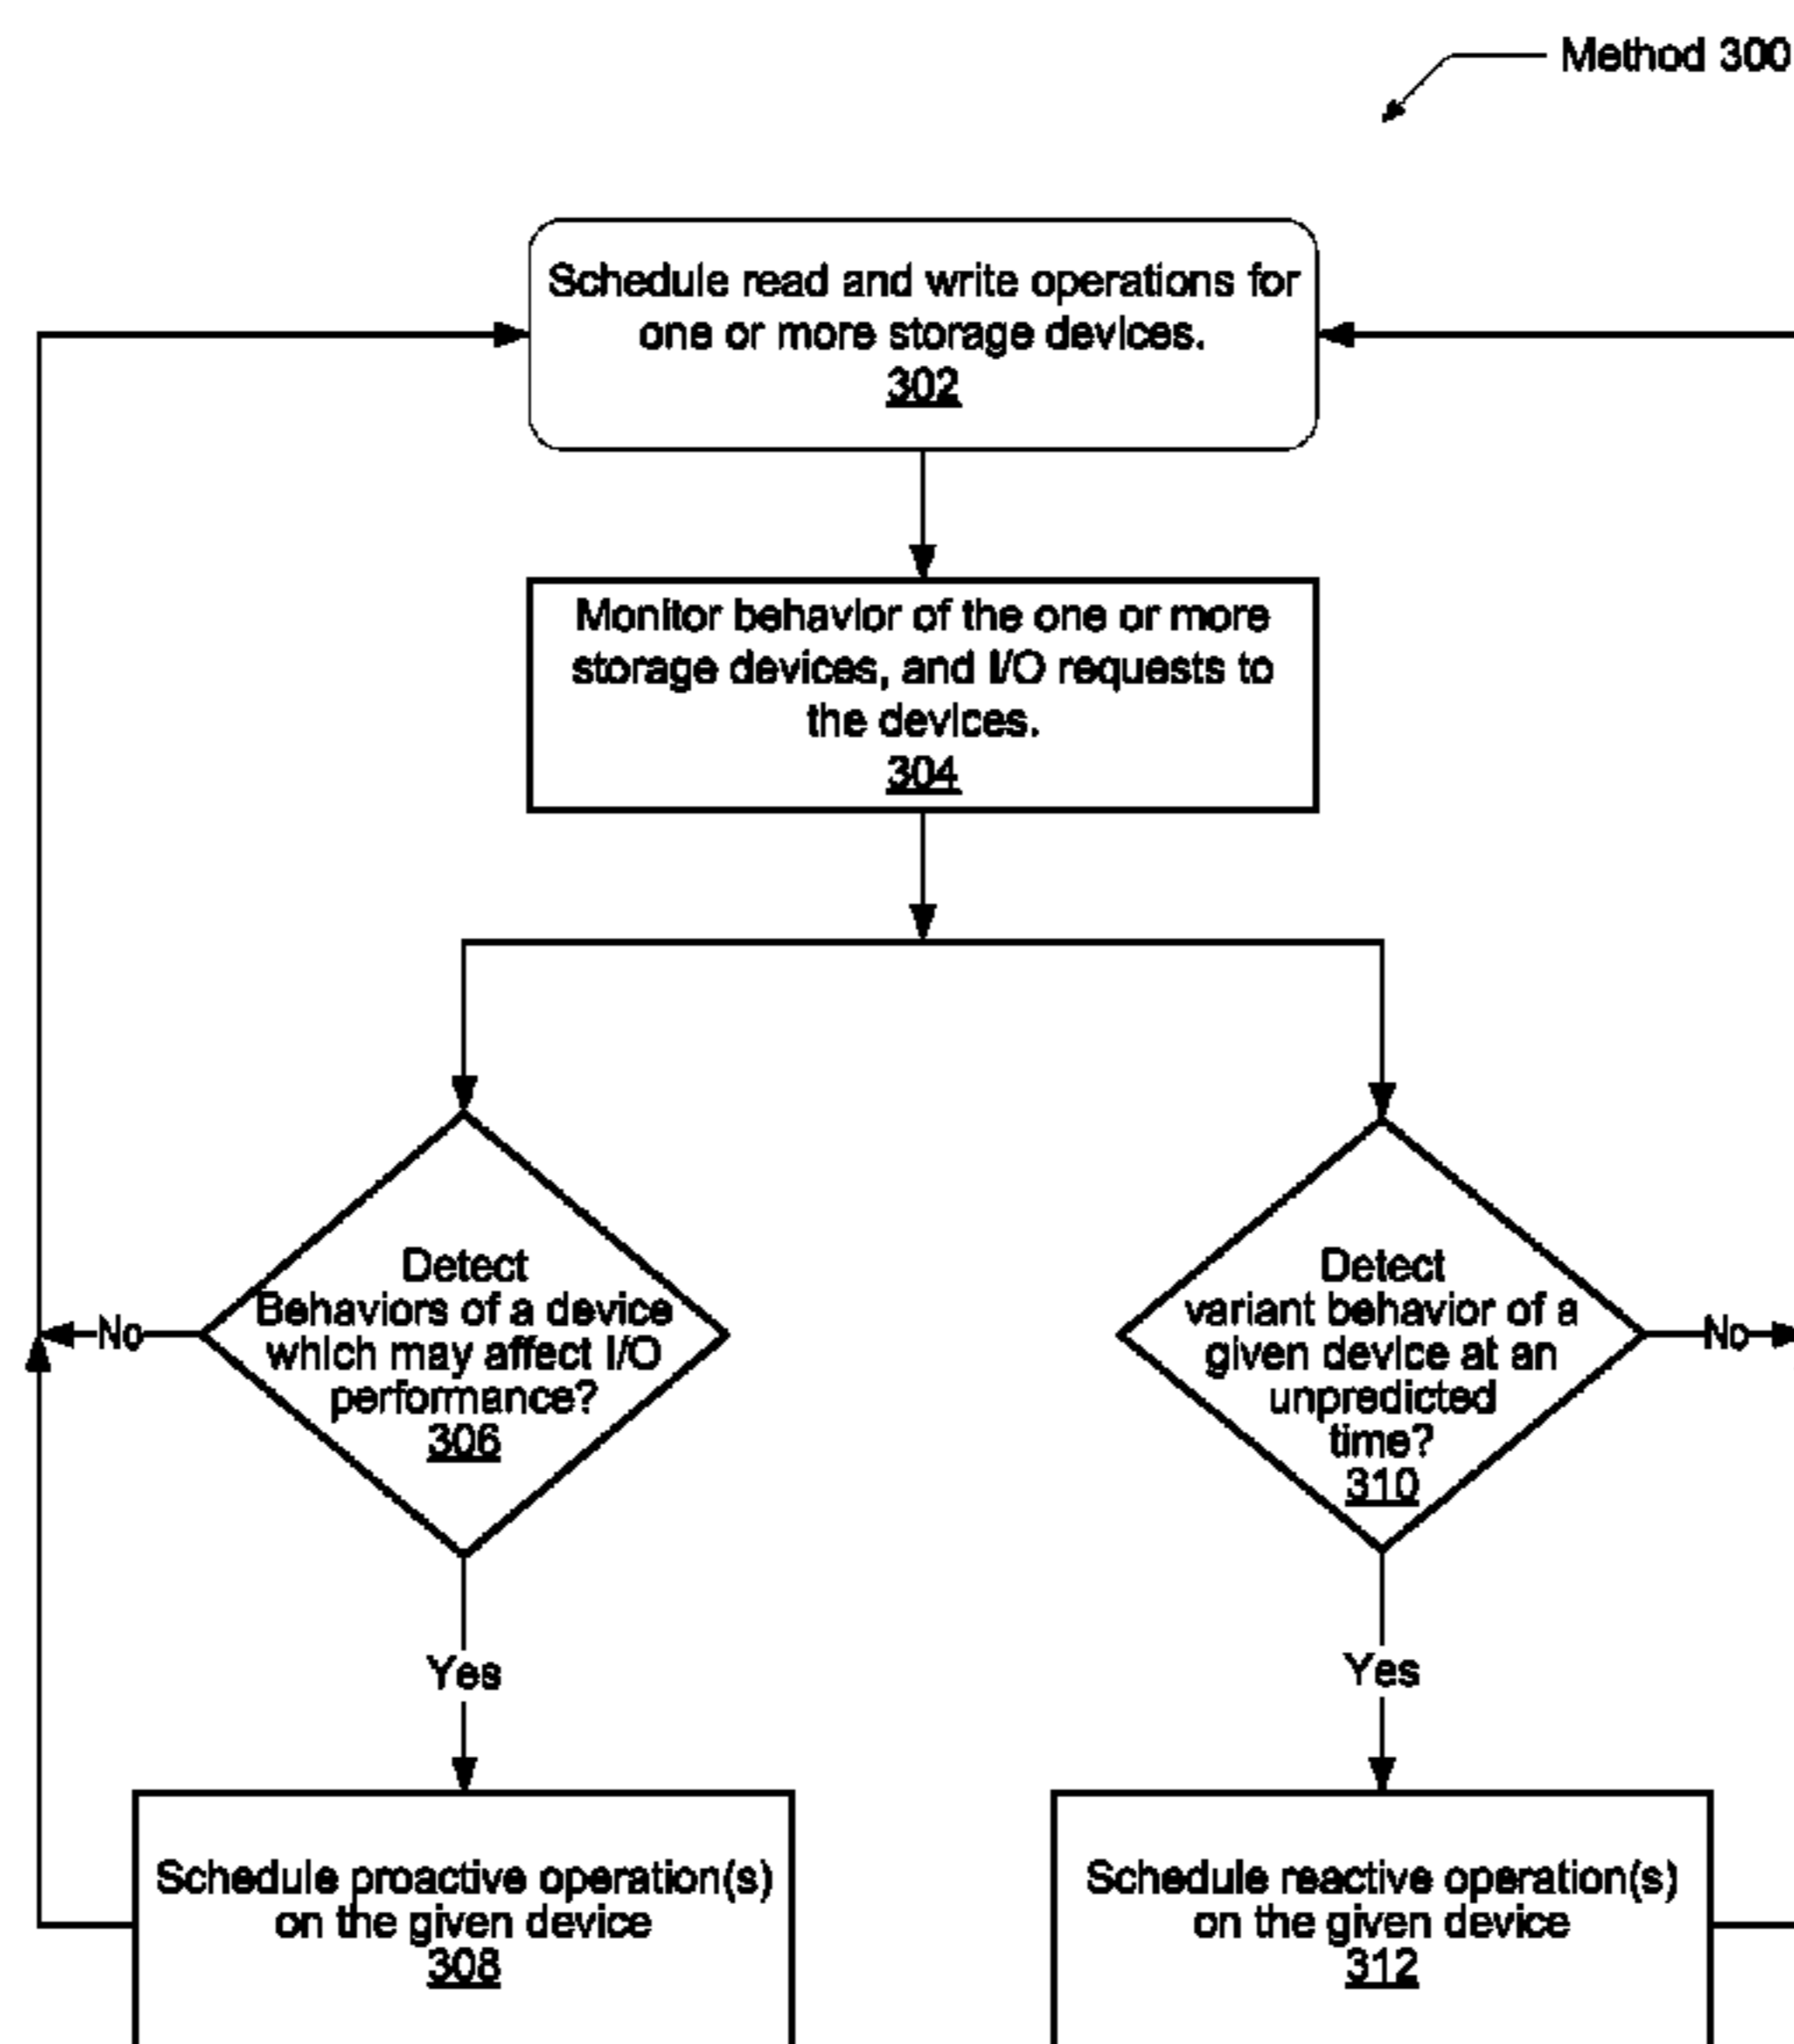 Method 300
Schedule read and write operations for
one or more storage devices.
302
Monitor behavior of the one or more
storage devices, and I/O requests to
the devices.
304
Detect
Behaviors of a device
which may affect I/O
performance?
306
No
Yes
Schedule proactive operation(s)
on the given device
308
Detect
variant behavior of a
given device at an
unpredicted
time?
310
No
Yes
Schedule reactive operation(s)
on the given device
312